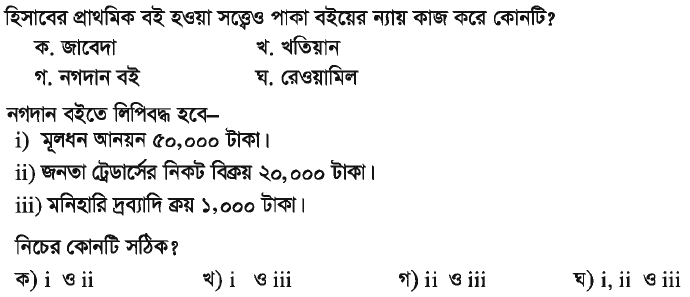 হিসাবের প্রাথমিক বই হওয়া সত্ত্বেও পাকা বইয়ের ন্যায় কাজ করে কোনটি?
ক. জাবেদা খ. খতিয়ান
গ. নগদান বই ঘ. রেওয়ামিল
নগদান বইতে লিপিবদ্ধ হবে–
i) মূলধন আনয়ন ৫০,০০০ টাকা।
ii) জনতা ট্রেডার্সের নিকট বিক্রয় ২০,০০০ টাকা।
iii) মনিহারি দ্রব্যাদি ক্রয় ১,০০০ টাকা।
নিচের কোনটি সঠিক?
ক) i ও ii খ) i ও iii গ) ii ও iii ঘ) i, ii ও iii